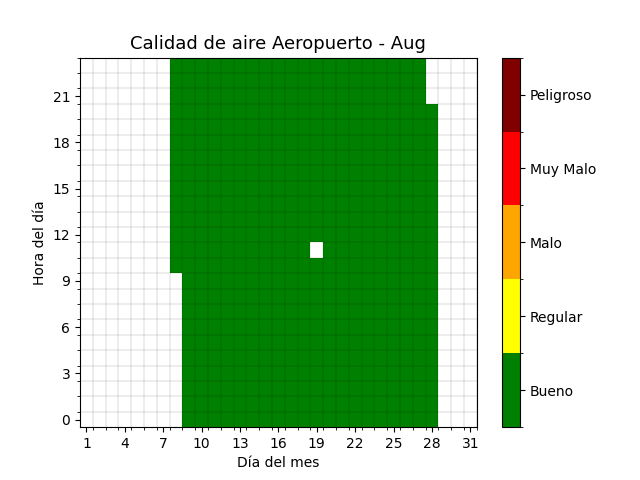 Calidad de aire Aeropuerto - Aug
Hora del día
21
18
15
12
9
6
3
0
1 4 7 10 13 16 19 22 25 28 31
Día del mes
Peligroso
Muy Malo
Malo
Regular
Bueno